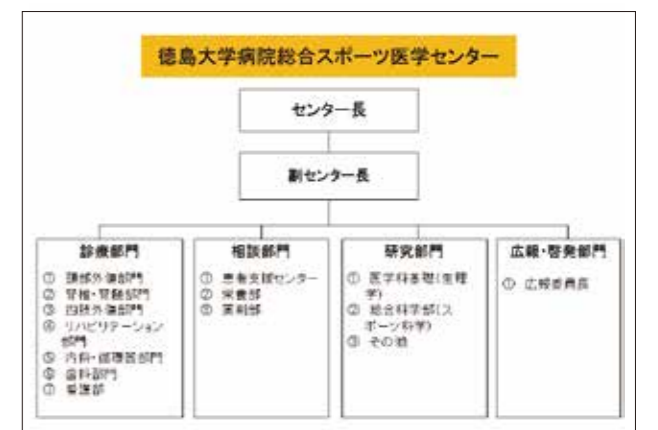 徳島大学病院総合スポーツ医学センター
センター長
副センター長
診療部門
① 頭部外傷部門
② 脊椎・脊髄部門
③ 四肢外傷部門
④ リハビリテーション
部門
⑤ 内科・循環器部門
⑥ 歯科部門
⑦ 看護部
相談部門
① 患者支援センター
② 栄養部
③ 薬剤部
研究部門
① 医学科基礎(生理
学)
② 総合科学部(ス
ポーツ科学)
③ その他
広報・啓発部門
① 広報委員長